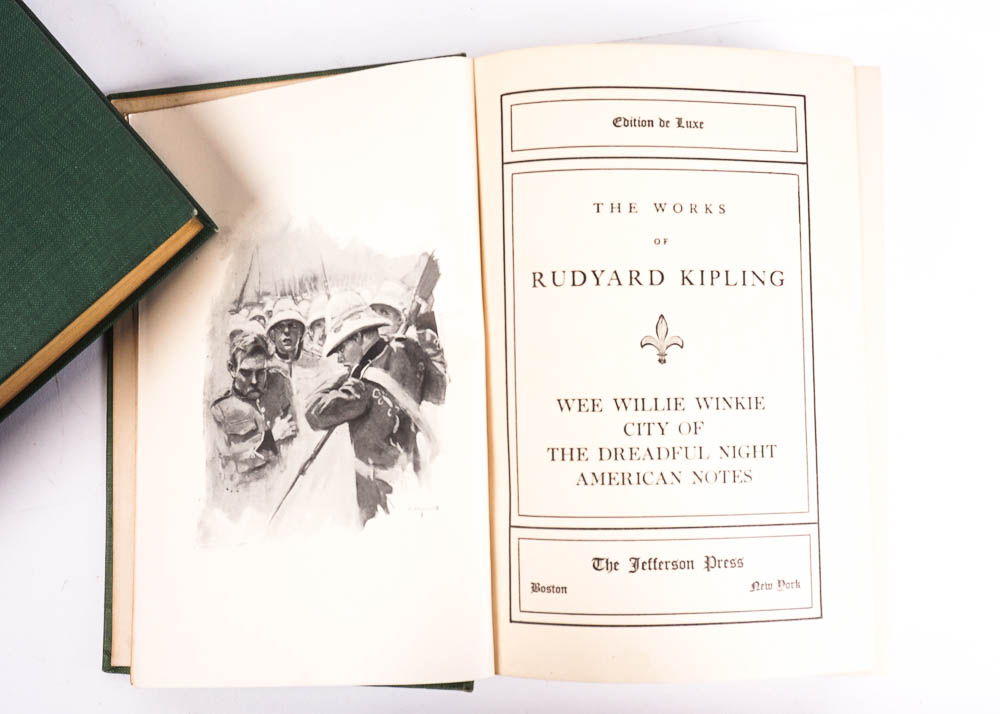 Edition de Luxe
THE WORKS
OF
RUDYARD KIPLING
WEE WILLIE WINKIE
CITY OF
THE DREADFUL NIGHT
AMERICAN NOTES
The Jefferson Press
Boston New York